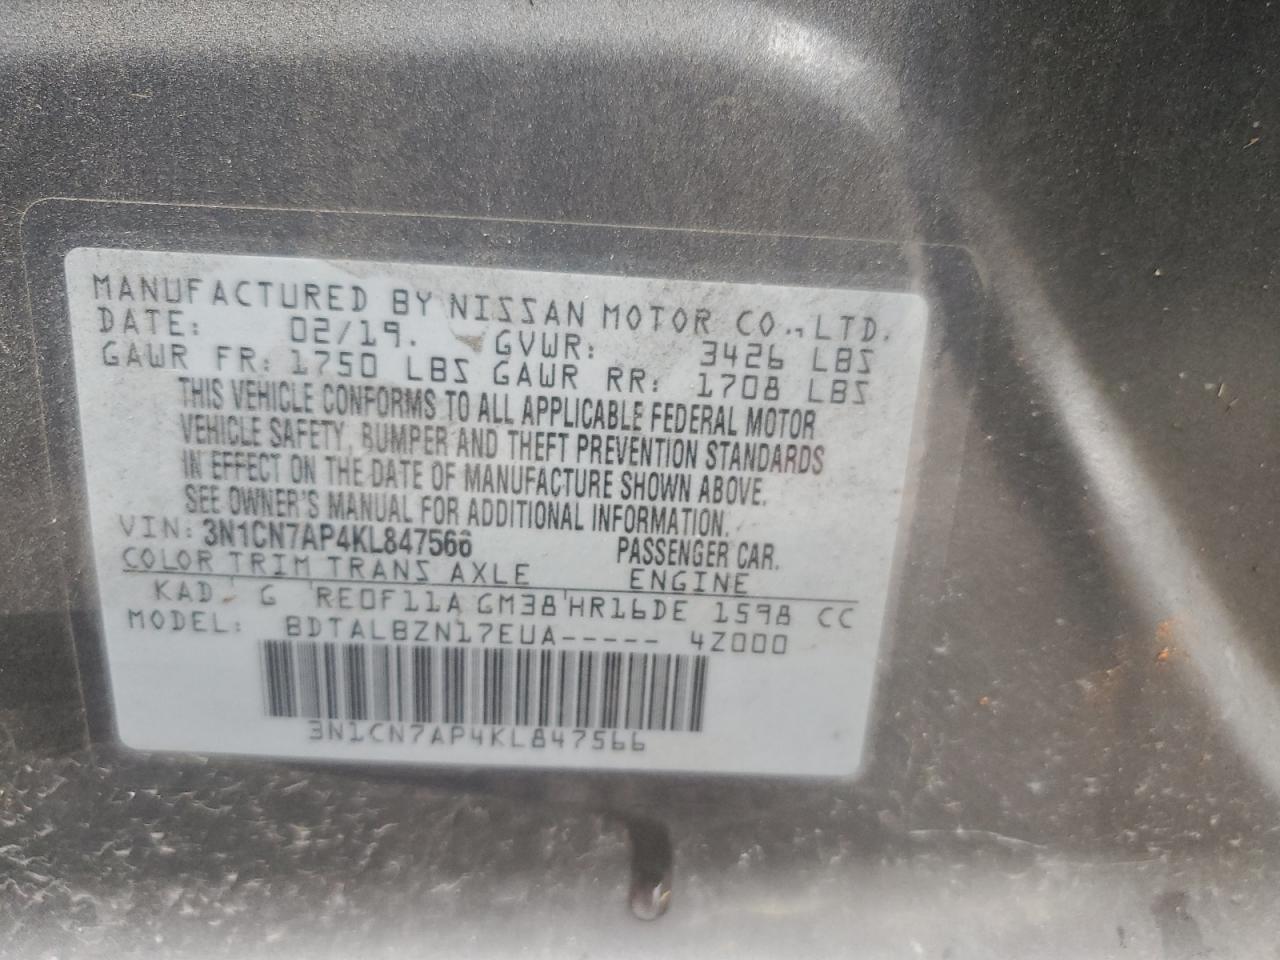 MANUFACTURED BY NISSAN MOTOR CO., LTD.
DATE: 02/19. GVWR: 3426 LBS
GAWR FR: 1750 LBS GAWR RR: 1708 LBS
THIS VEHICLE CONFORMS TO ALL APPLICABLE FEDERAL MOTOR
VEHICLE SAFETY, BUMPER AND THEFT PREVENTION STANDARDS
IN EFFECT ON THE DATE OF MANUFACTURE SHOWN ABOVE.
SEE OWNER'S MANUAL FOR ADDITIONAL INFORMATION.
VIN: 3N1CN7AP4KL847566 PASSENGER CAR.
COLOR TRIM TRANS AXLE ENGINE
KAD G RE0F11A GM38 HR16DE 1598 CC
MODEL: BDTALBZN17EUA----- 4Z000
3N1CN7AP4KL847566